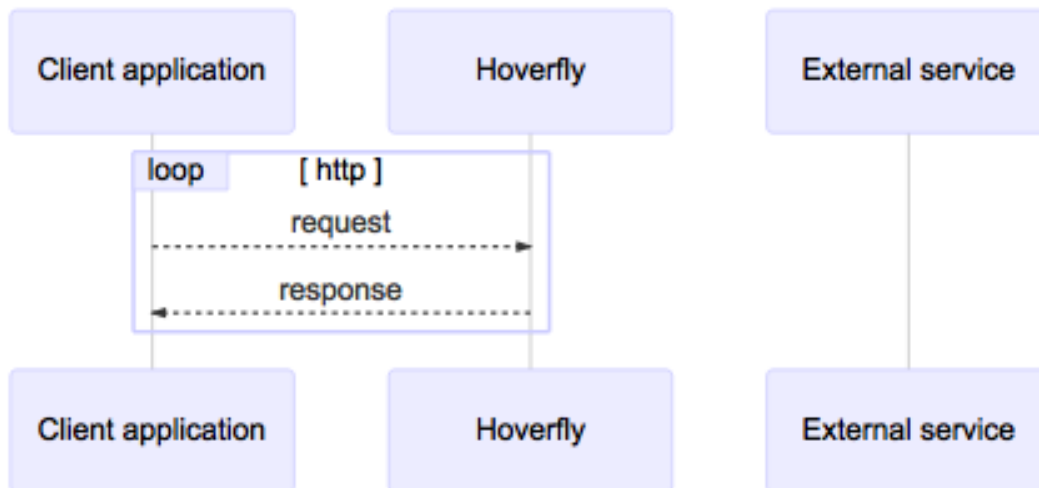 Client application
Hoverfly
External service
loop
[ http ]
request
response
Client application
Hoverfly
External service